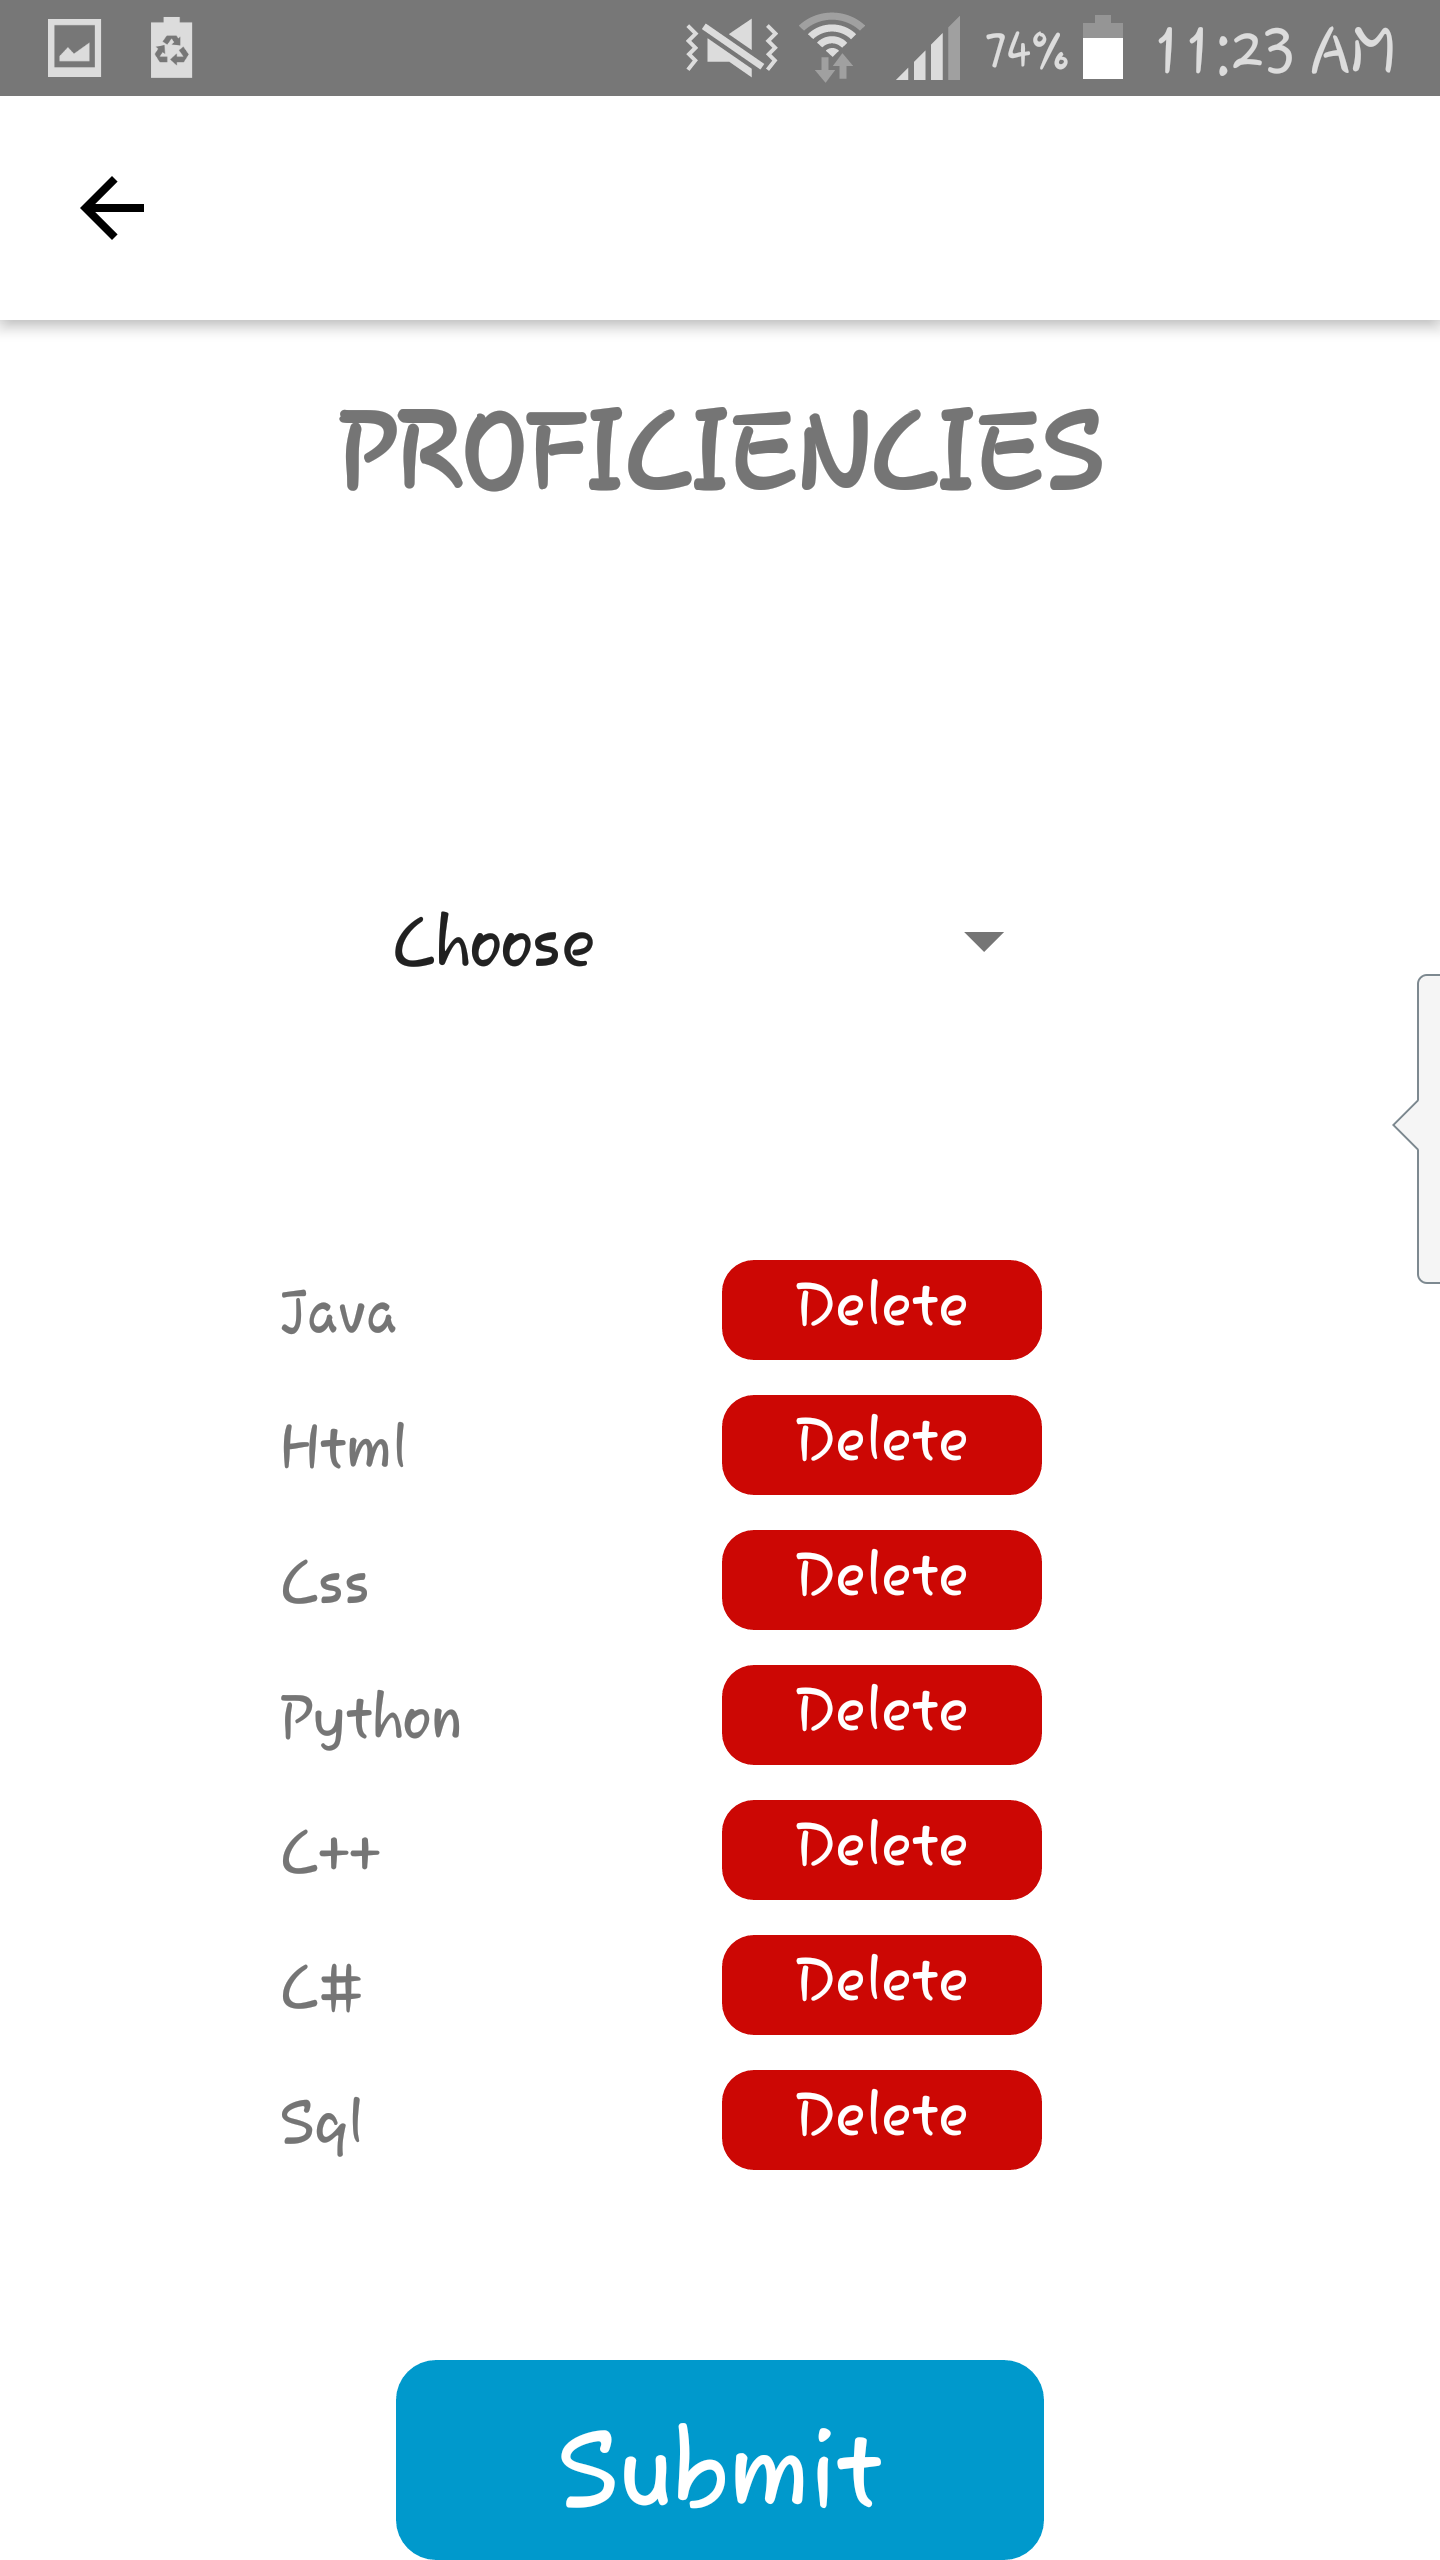 74% 11:23 AM
PROFICIENCIES
Choose
Java Delete
Html Delete
Css Delete
Python Delete
C++ Delete
C# Delete
Sql Delete
Submit